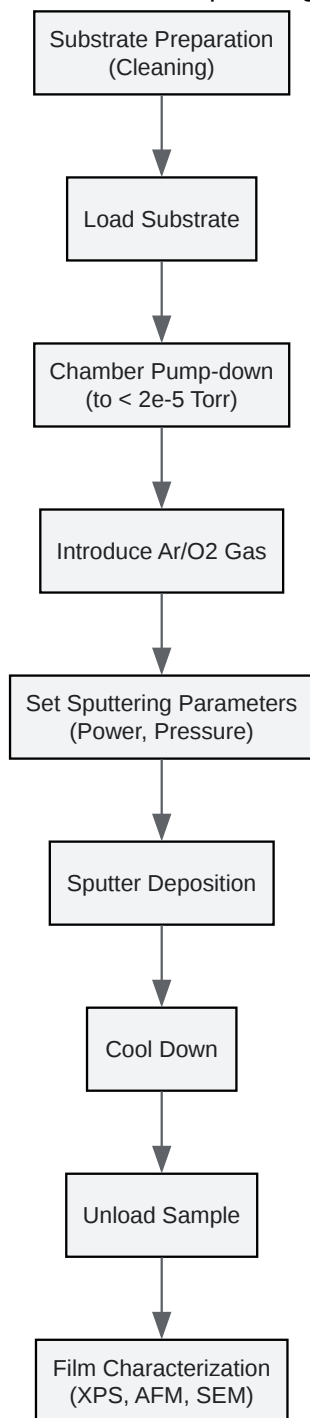 Substrate Preparation
(Cleaning)
Load Substrate
Chamber Pump-down
(to < 2e-5 Torr)
Introduce Ar/O2 Gas
Set Sputtering Parameters
(Power, Pressure)
Sputter Deposition
Cool Down
Unload Sample
Film Characterization
(XPS, AFM, SEM)